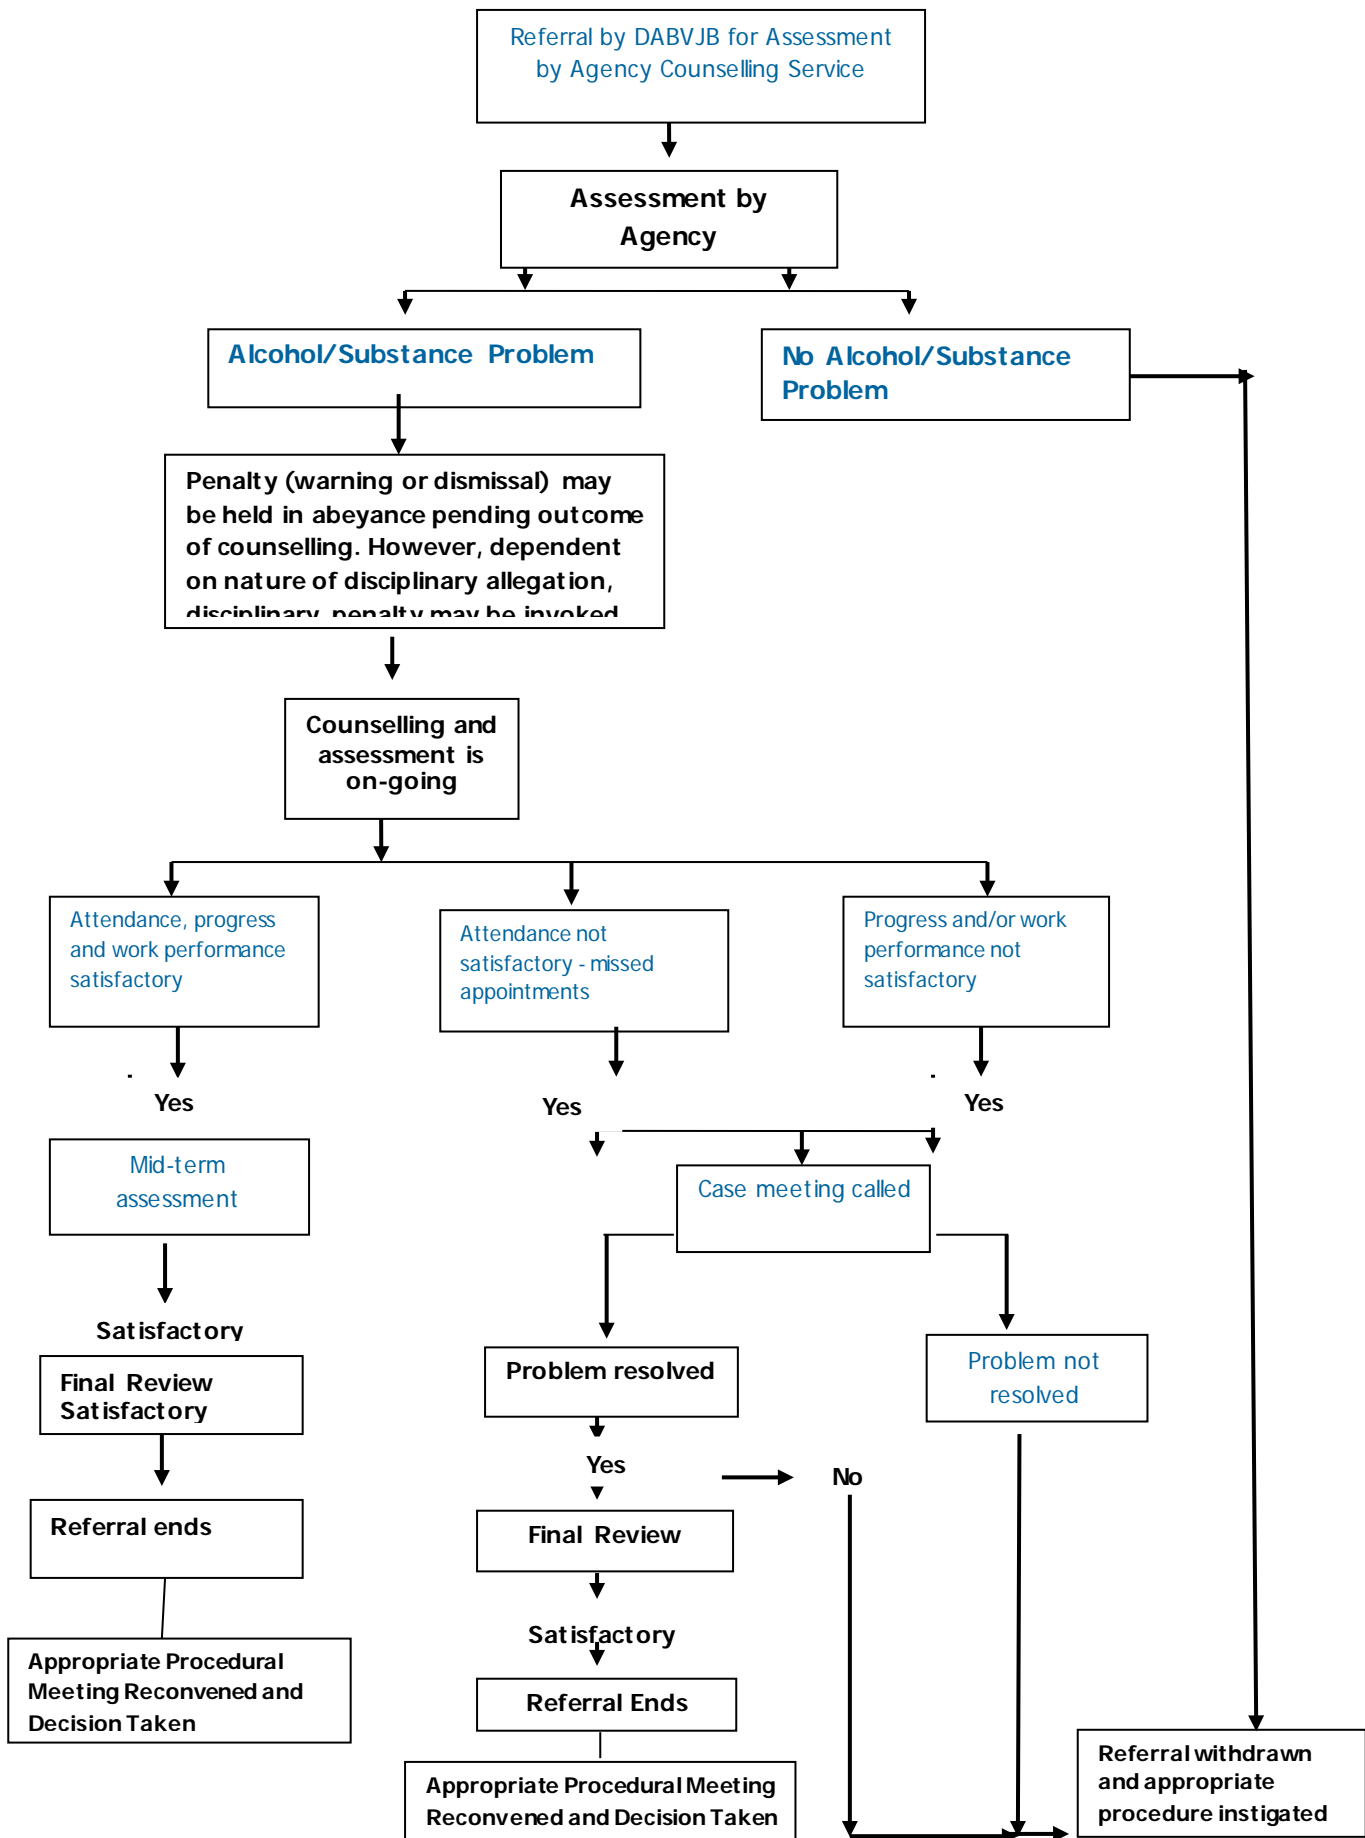 Referral by DABVJB for Assessment
by Agency Counselling Service
Assessment by
Agency
Alcohol/Substance Problem
No Alcohol/Substance
Problem
Penalty (warning or dismissal) may
be held in abeyance pending outcome
of counselling. However, dependent
on nature of disciplinary allegation,
disciplinary penalty may be invoked
Counselling and
assessment is
on-going
Attendance, progress
and work performance
satisfactory
Attendance not
satisfactory - missed
appointments
Progress and/or work
performance not
satisfactory
Yes
Yes
Yes
Mid-term
assessment
Case meeting called
Satisfactory
Final Review
Satisfactory
Problem resolved
Problem not
resolved
Yes
No
Referral ends
Final Review
Satisfactory
Appropriate Procedural
Meeting Reconvened and
Decision Taken
Referral Ends
Appropriate Procedural Meeting
Reconvened and Decision Taken
Referral withdrawn
and appropriate
procedure instigated